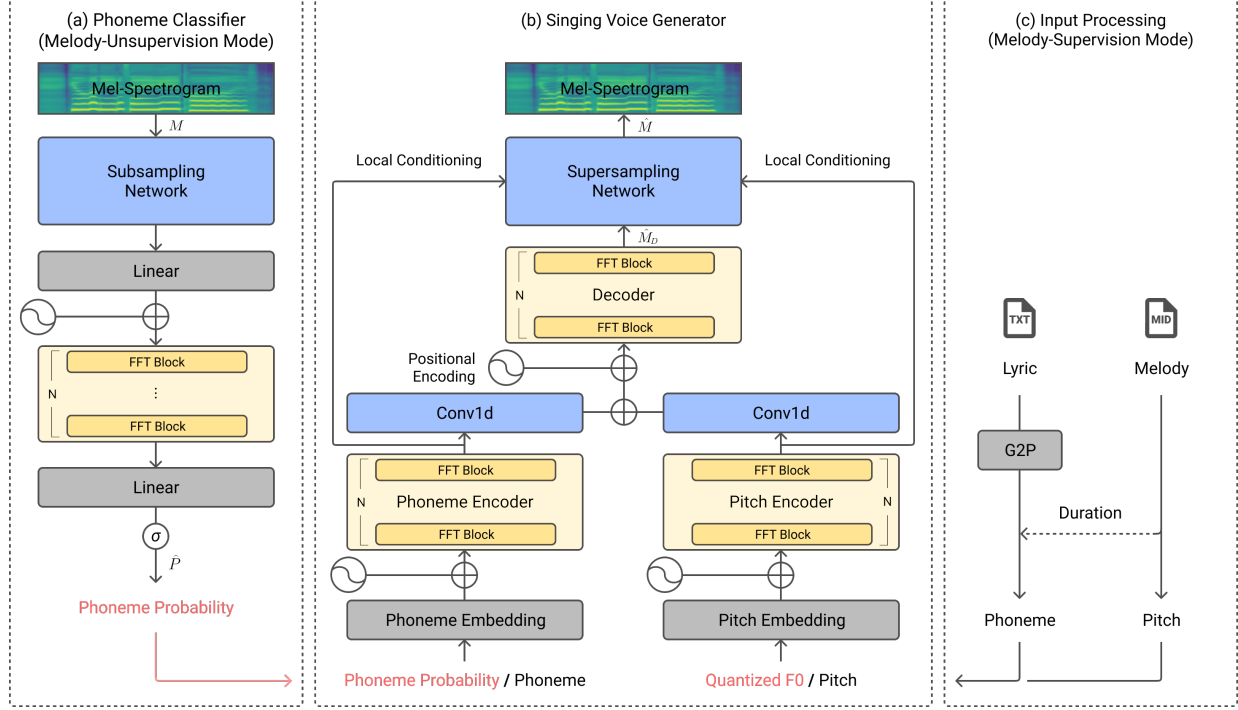 (a) Phoneme Classifier
(Melody-Unsupervision Mode)
Mel-Spectrogram
M
Subsampling
Network
Linear
FFT Block
N
⋮
FFT Block
Linear
σ
P̂
Phoneme Probability
(b) Singing Voice Generator
Mel-Spectrogram
M̂
Local Conditioning
Supersampling
Network
Local Conditioning
M̂_D
FFT Block
N
Decoder
FFT Block
Positional
Encoding
Conv1d
Conv1d
FFT Block
N
Phoneme Encoder
FFT Block
FFT Block
Pitch Encoder
N
FFT Block
Phoneme Embedding
Pitch Embedding
Phoneme Probability / Phoneme
Quantized F0 / Pitch
(c) Input Processing
(Melody-Supervision Mode)
TXT
MID
Lyric
Melody
G2P
Duration
Phoneme
Pitch